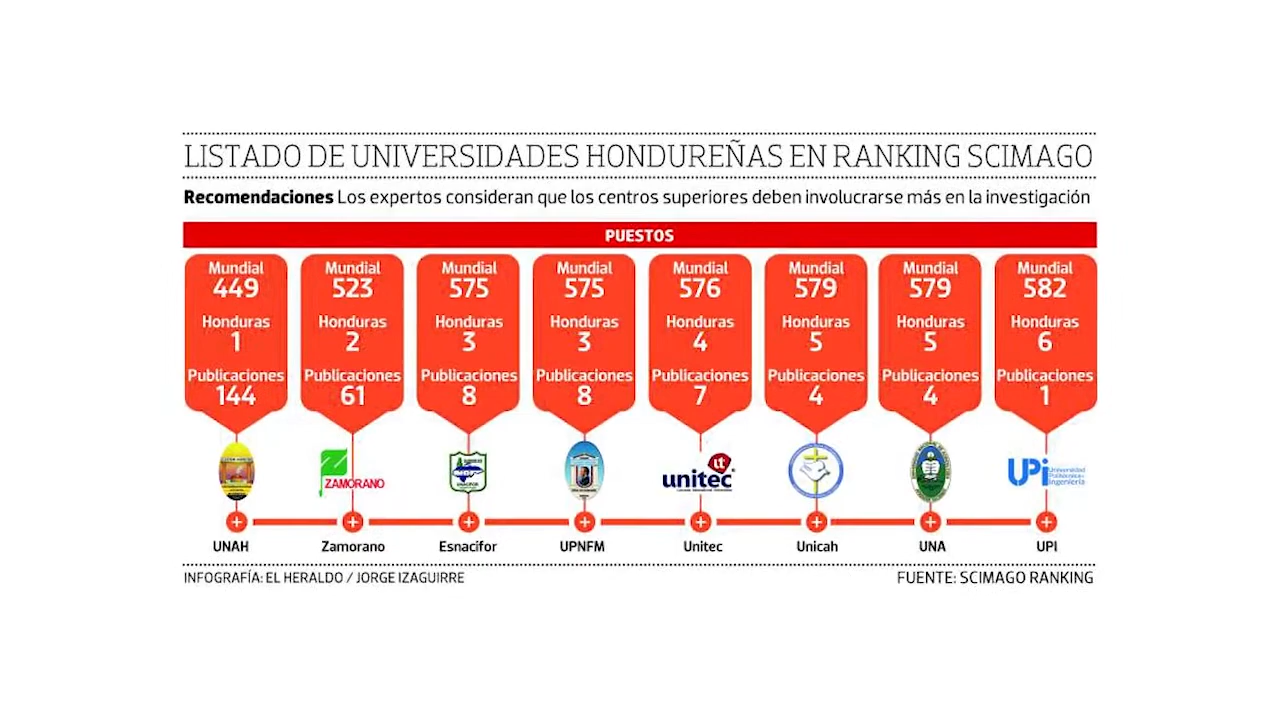 LISTADO DE UNIVERSIDADES HONDUREÑAS EN RANKING SCIMAGO
Recomendaciones Los expertos consideran que los centros superiores deben involucrarse más en la investigación
PUESTOS
Mundial Mundial Mundial Mundial Mundial Mundial Mundial Mundial
449 523 575 575 576 579 579 582
Honduras Honduras Honduras Honduras Honduras Honduras Honduras Honduras
1 2 3 3 4 5 5 6
Publicaciones Publicaciones Publicaciones Publicaciones Publicaciones Publicaciones Publicaciones Publicaciones
144 61 8 8 7 4 4 1
ZAMORANO
unitec
UPi Universidad Politécnica de Ingeniería
UNAH Zamorano Esnacifor UPNFM Unitec Unicah UNA UPI
INFOGRAFÍA: EL HERALDO / JORGE IZAGUIRRE FUENTE: SCIMAGO RANKING